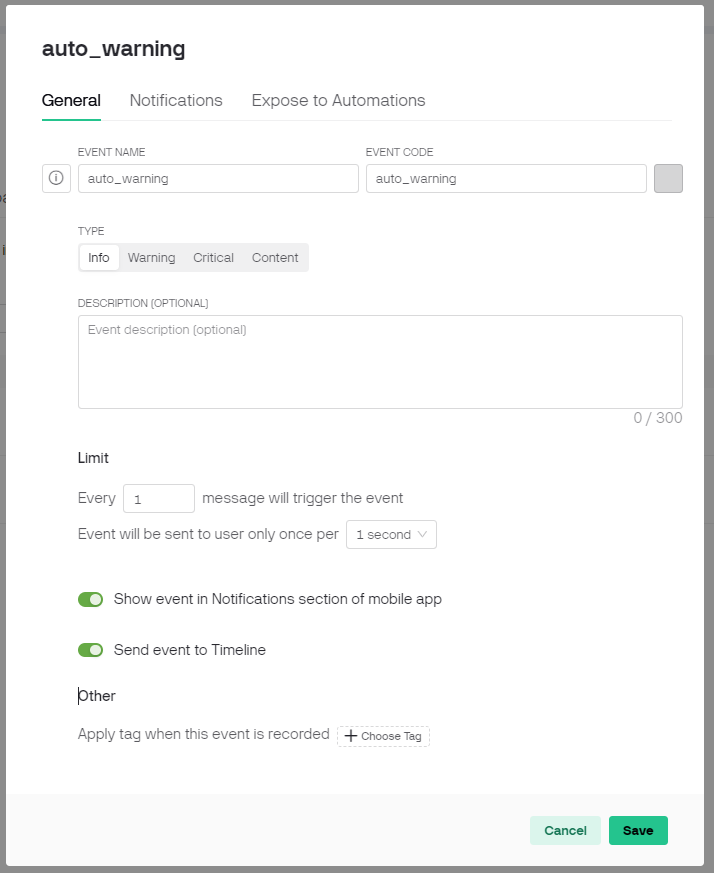 auto_warning
General Notifications Expose to Automations
EVENT NAME EVENT CODE
auto_warning auto_warning
TYPE
Info Warning Critical Content
DESCRIPTION (OPTIONAL)
Event description (optional)
0 / 300
Limit
Every 1 message will trigger the event
Event will be sent to user only once per 1 second
Show event in Notifications section of mobile app
Send event to Timeline
Other
Apply tag when this event is recorded + Choose Tag
Cancel Save